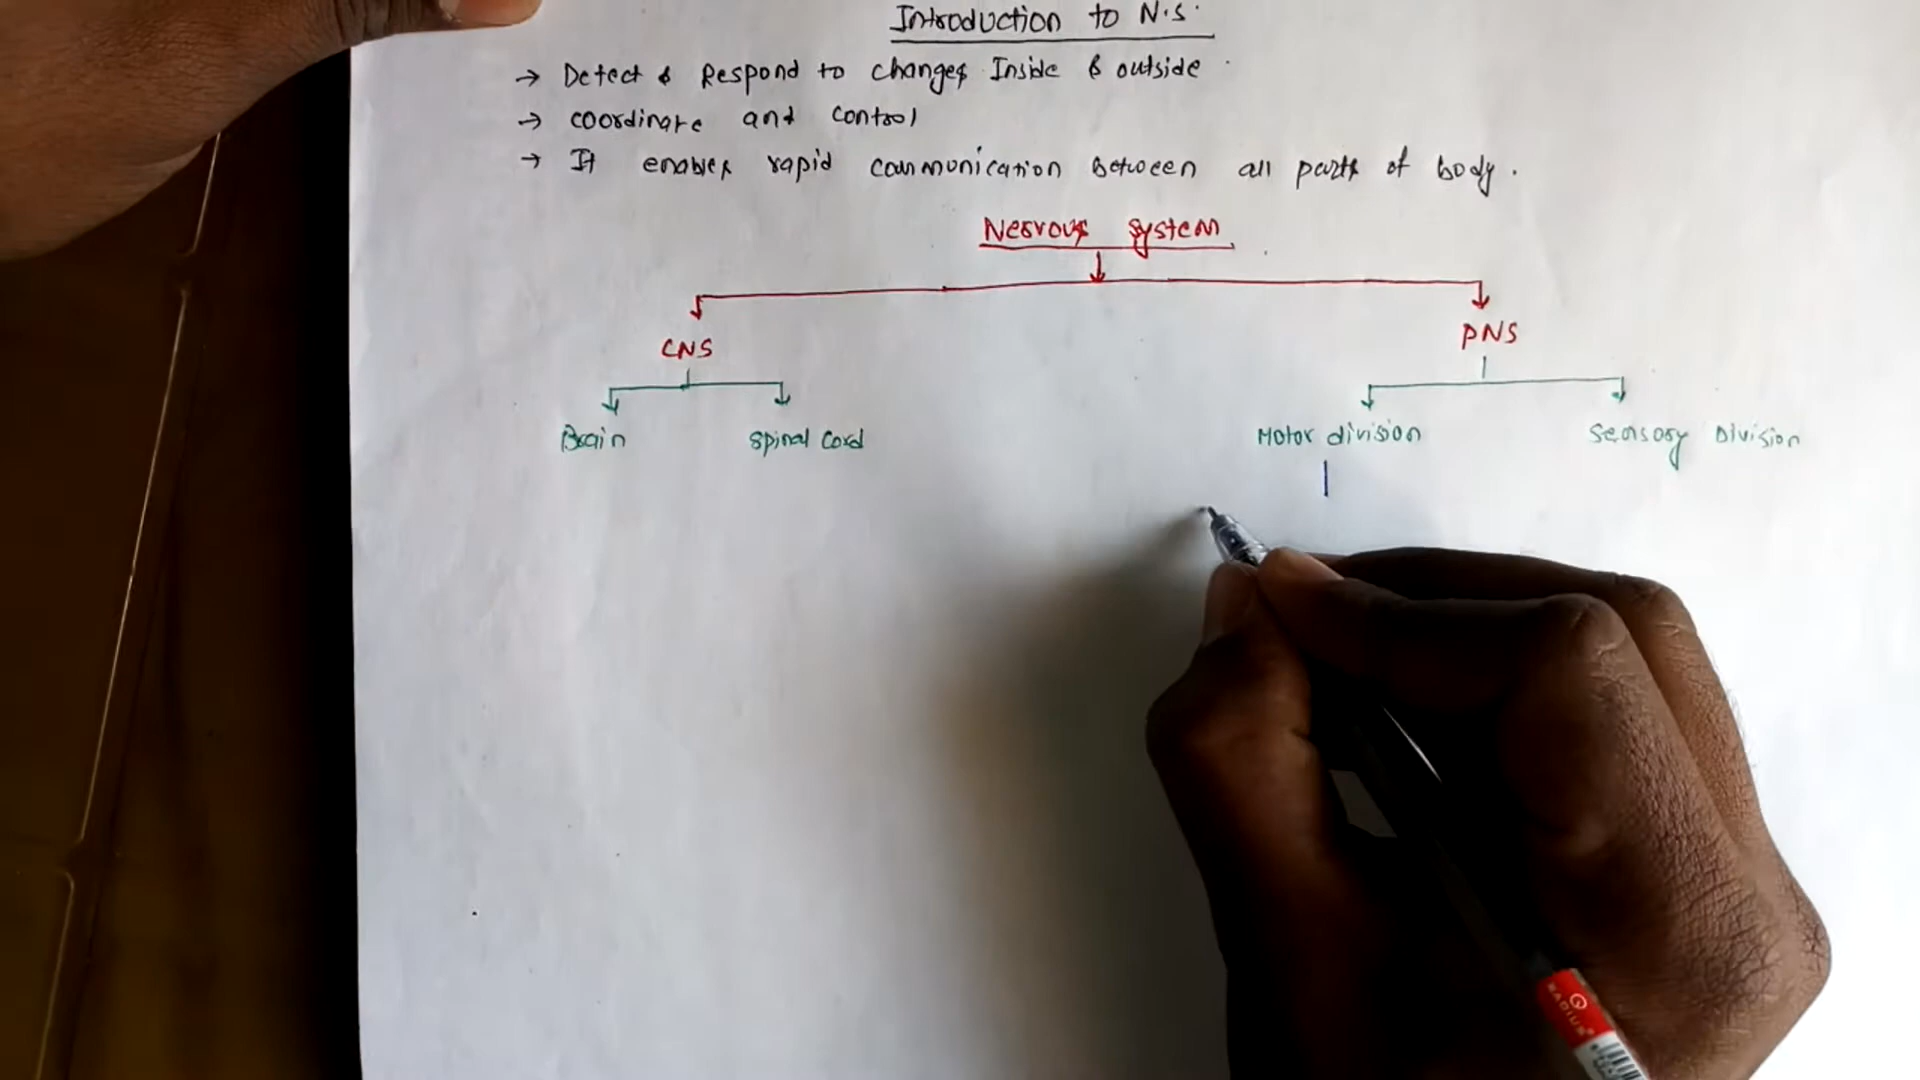 Introduction to N.S.
→ Detect & Respond to changes Inside & outside
→ coordinate and control
→ It enables rapid communication between all parts of body.
Nervous system
CNS PNS
Brain Spinal Cord Motor division Sensory Division
RADIUS